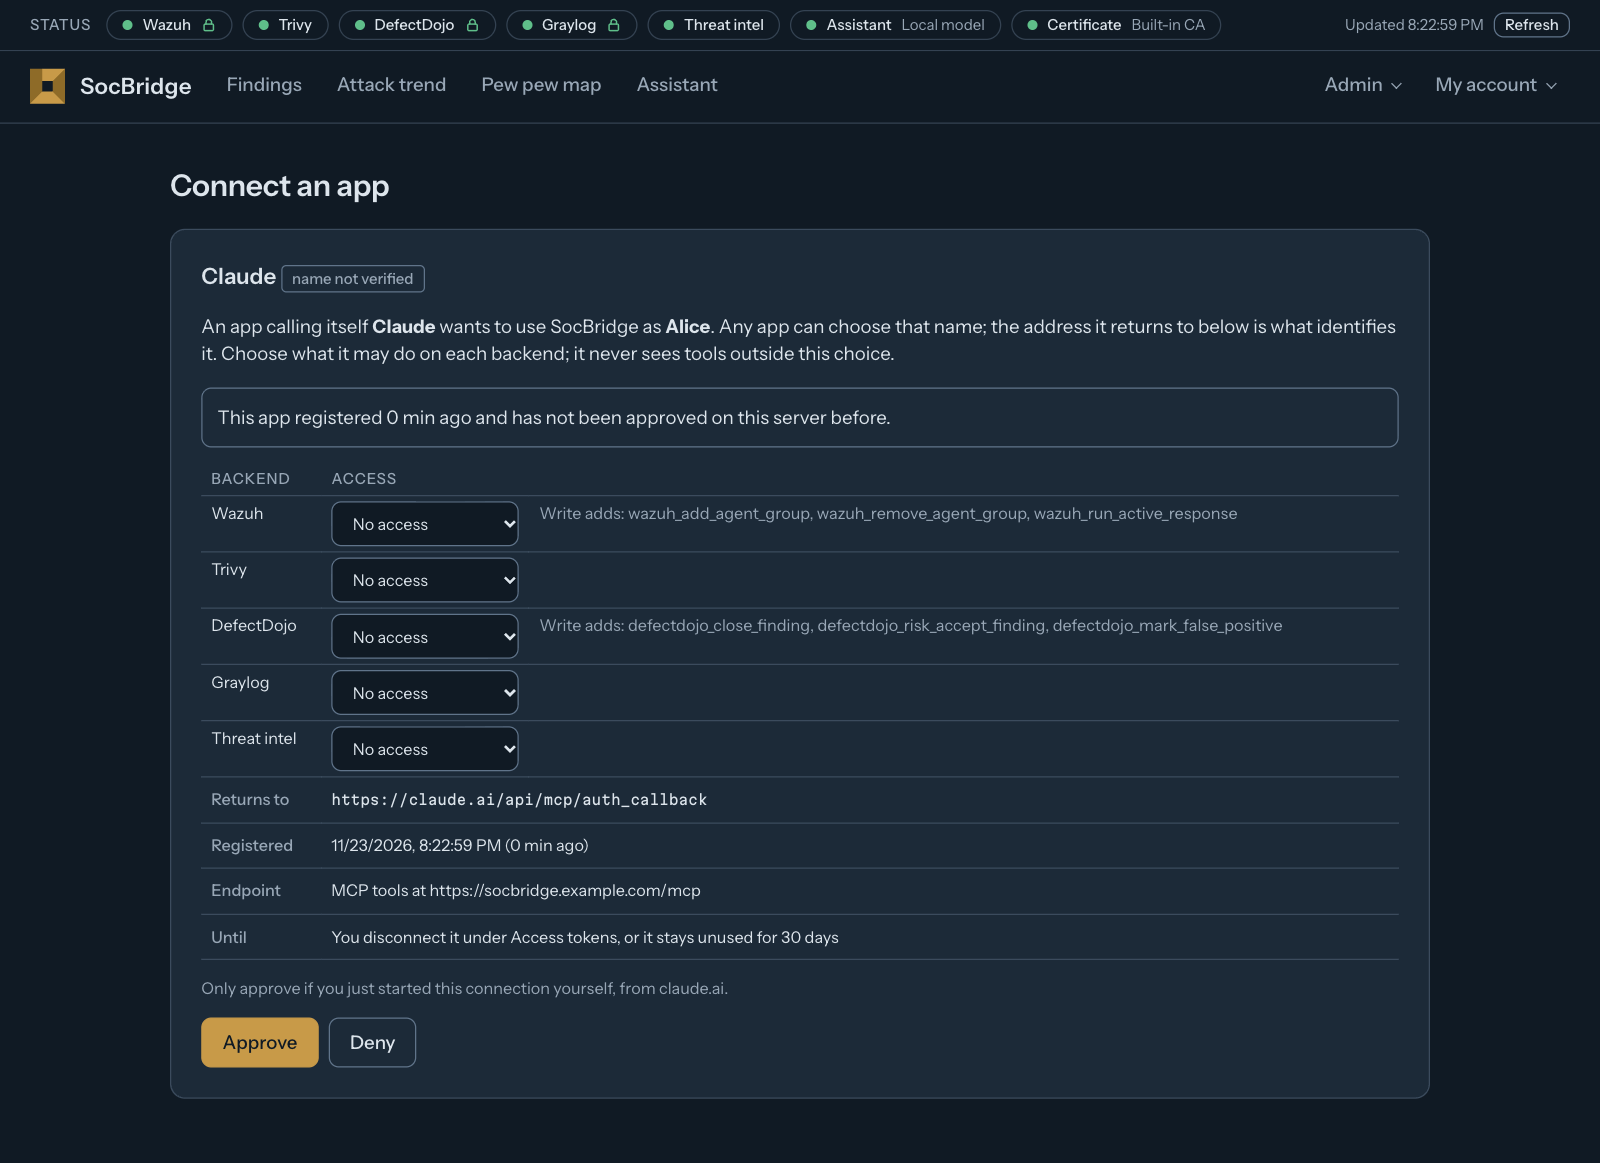 STATUS Wazuh Trivy DefectDojo Graylog Threat intel Assistant Local model Certificate Built-in CA Updated 8:22:59 PM Refresh
SocBridge Findings Attack trend Pew pew map Assistant Admin My account
Connect an app
Claude name not verified
An app calling itself Claude wants to use SocBridge as Alice. Any app can choose that name; the address it returns to below is what identifies
it. Choose what it may do on each backend; it never sees tools outside this choice.
This app registered 0 min ago and has not been approved on this server before.
BACKEND ACCESS
Wazuh No access Write adds: wazuh_add_agent_group, wazuh_remove_agent_group, wazuh_run_active_response
Trivy No access
DefectDojo No access Write adds: defectdojo_close_finding, defectdojo_risk_accept_finding, defectdojo_mark_false_positive
Graylog No access
Threat intel No access
Returns to https://claude.ai/api/mcp/auth_callback
Registered 11/23/2026, 8:22:59 PM (0 min ago)
Endpoint MCP tools at https://socbridge.example.com/mcp
Until You disconnect it under Access tokens, or it stays unused for 30 days
Only approve if you just started this connection yourself, from claude.ai.
Approve Deny